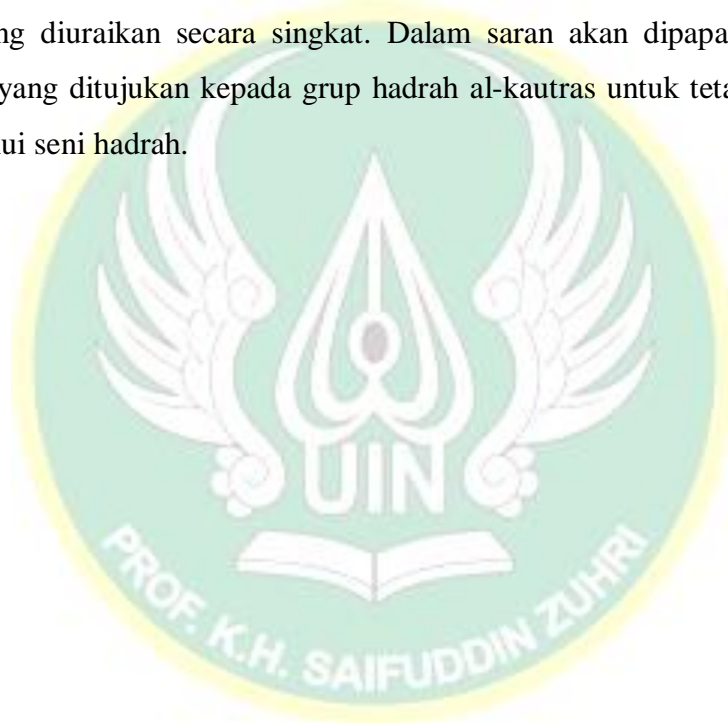 ng diuraikan secara singkat. Dalam saran akan dipapa
yang ditujukan kepada grup hadrah al-kautras untuk teta
ui seni hadrah.
UIN
PROF. K.H. SAIFUDDIN ZUHRI